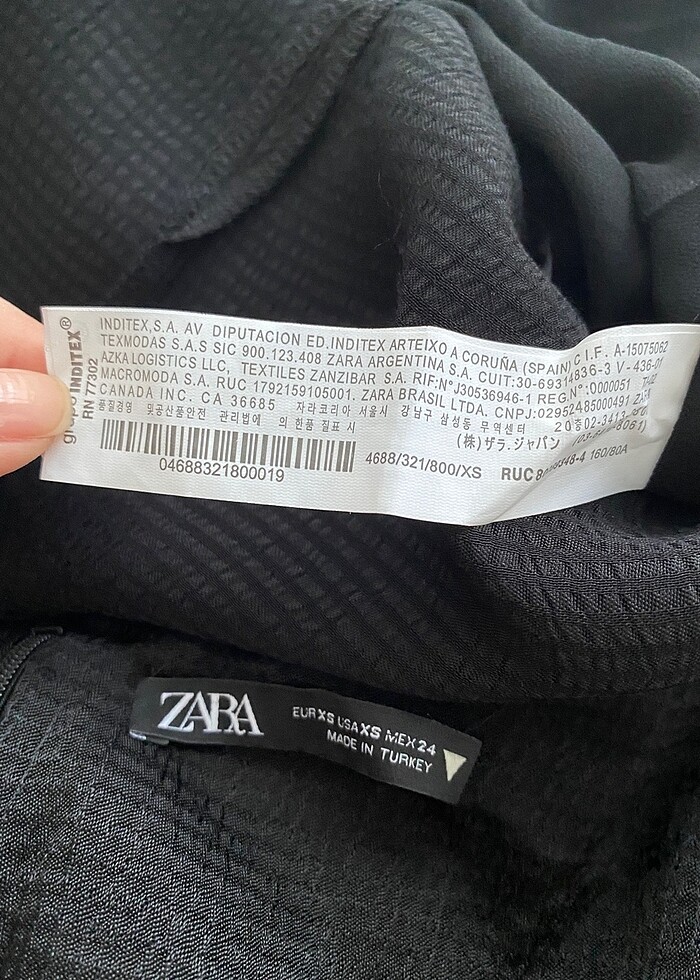 grupo INDITEX®
RN 77302
INDITEX,S.A. AV DIPUTACION ED.INDITEX ARTEIXO A CORUÑA (SPAIN) C.I.F. A-15075062
TEXMODAS S.A.S SIC 900.123.408 ZARA ARGENTINA S.A. CUIT:30-69314836-3 V-436-01
AZKA LOGISTICS LLC, TEXTILES ZANZIBAR S.A. RIF:N°J30536946-1 REG.N°:0000051
MACROMODA S.A. RUC 1792159105001. ZARA BRASIL LTDA. CNPJ:02952485000491
CANADA INC. CA 36685 자라코리아 서울시 강남구 삼성동 무역센터
품질경영 및공산품안전 관리법에 의한품질표시
(株)ザラ.ジャパン
04688321800019
4688/321/800/XS
160/80A
ZARA
EUR XS USA XS MEX 24
MADE IN TURKEY